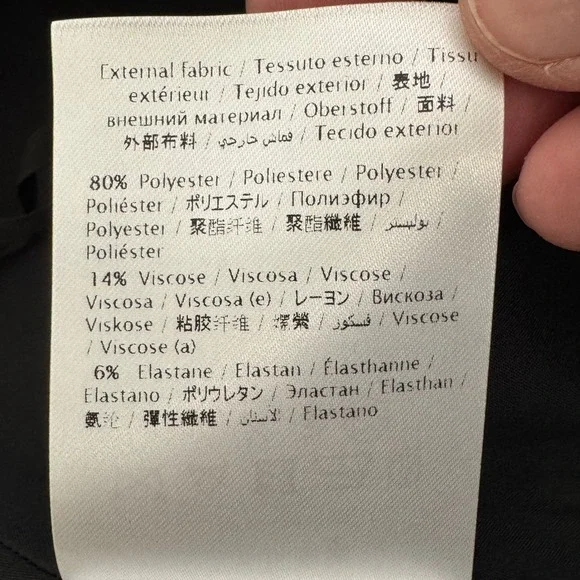 External fabric / Tessuto esterno / Tissu
extérieur / Tejido exterior / 表地 /
внешний материал / Oberstoff / 面料 /
外部布料 / قماش خارجي / Tecido exterior
80% Polyester / Poliestere / Polyester /
Poliéster / ポリエステル / Полиэфир /
Polyester / 聚酯纤维 / 聚酯纖維 / بوليستر /
Poliéster
14% Viscose / Viscosa / Viscose /
Viscosa / Viscosa (e) / レーヨン / Вискоза /
Viskose / 粘胶纤维 / 嫘縈 / فسكوز / Viscose
/ Viscose (a)
6% Elastane / Elastan / Élasthanne /
Elastano / ポリウレタン / Эластан / Elasthan /
氨纶 / 彈性纖維 / الاستان / Elastano